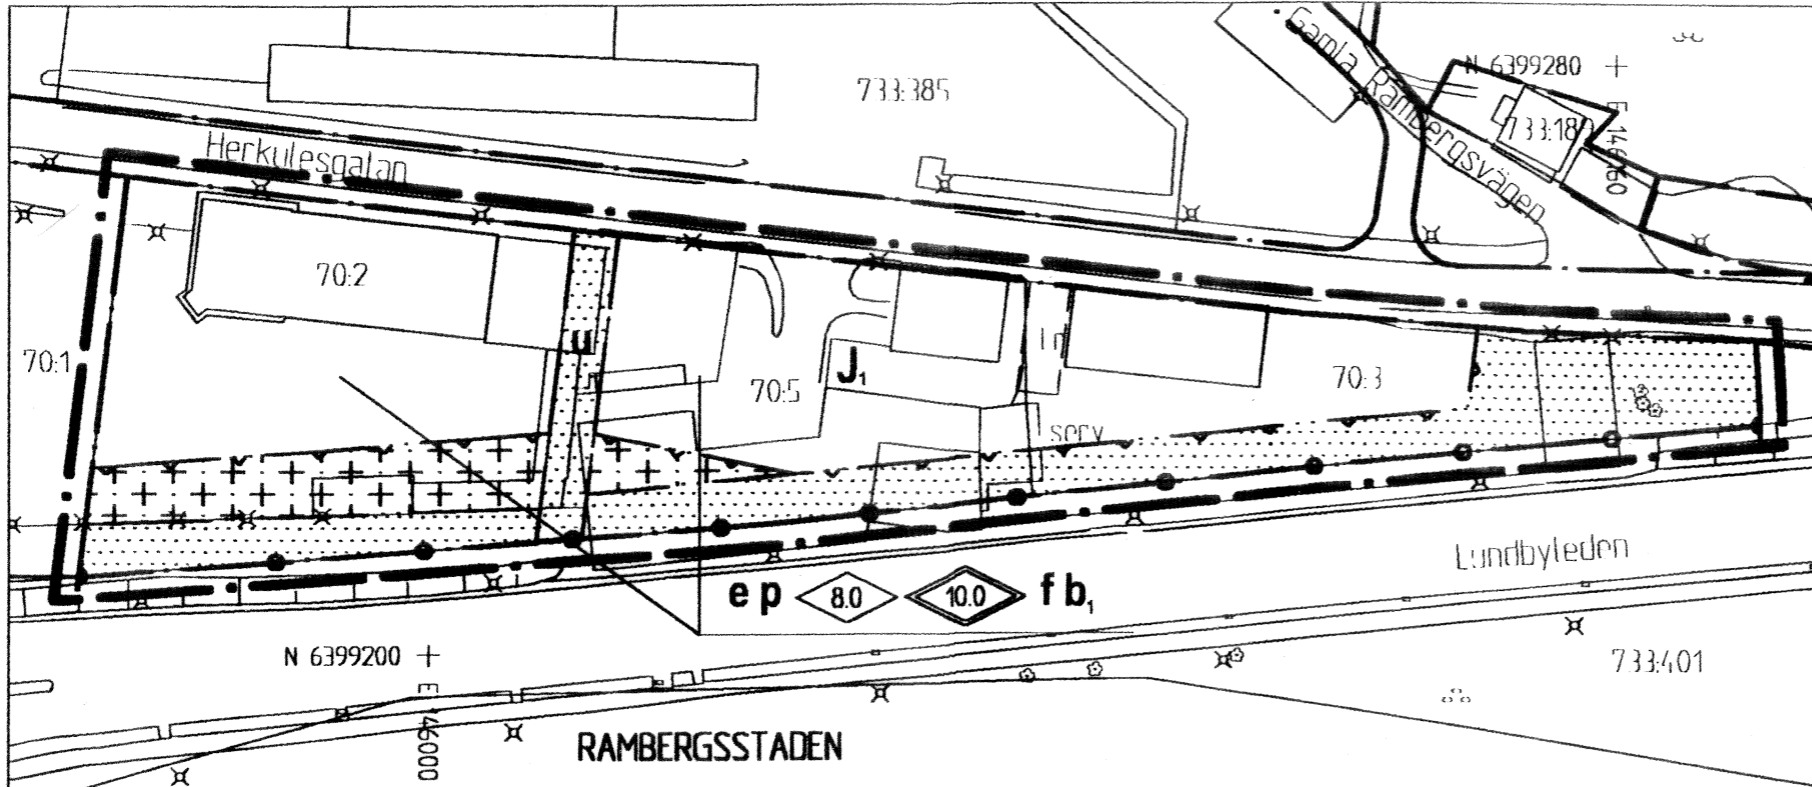 Gamla Rambergsvägen
N 6399280
733:385
733:189
E 146160
Herkulesgatan
70:2
70:1
u
70:5
J1
70:3
serv
Lundbyleden
e p 8.0 10.0 f b1
N 6399200
E 146000
733:401
RAMBERGSSTADEN